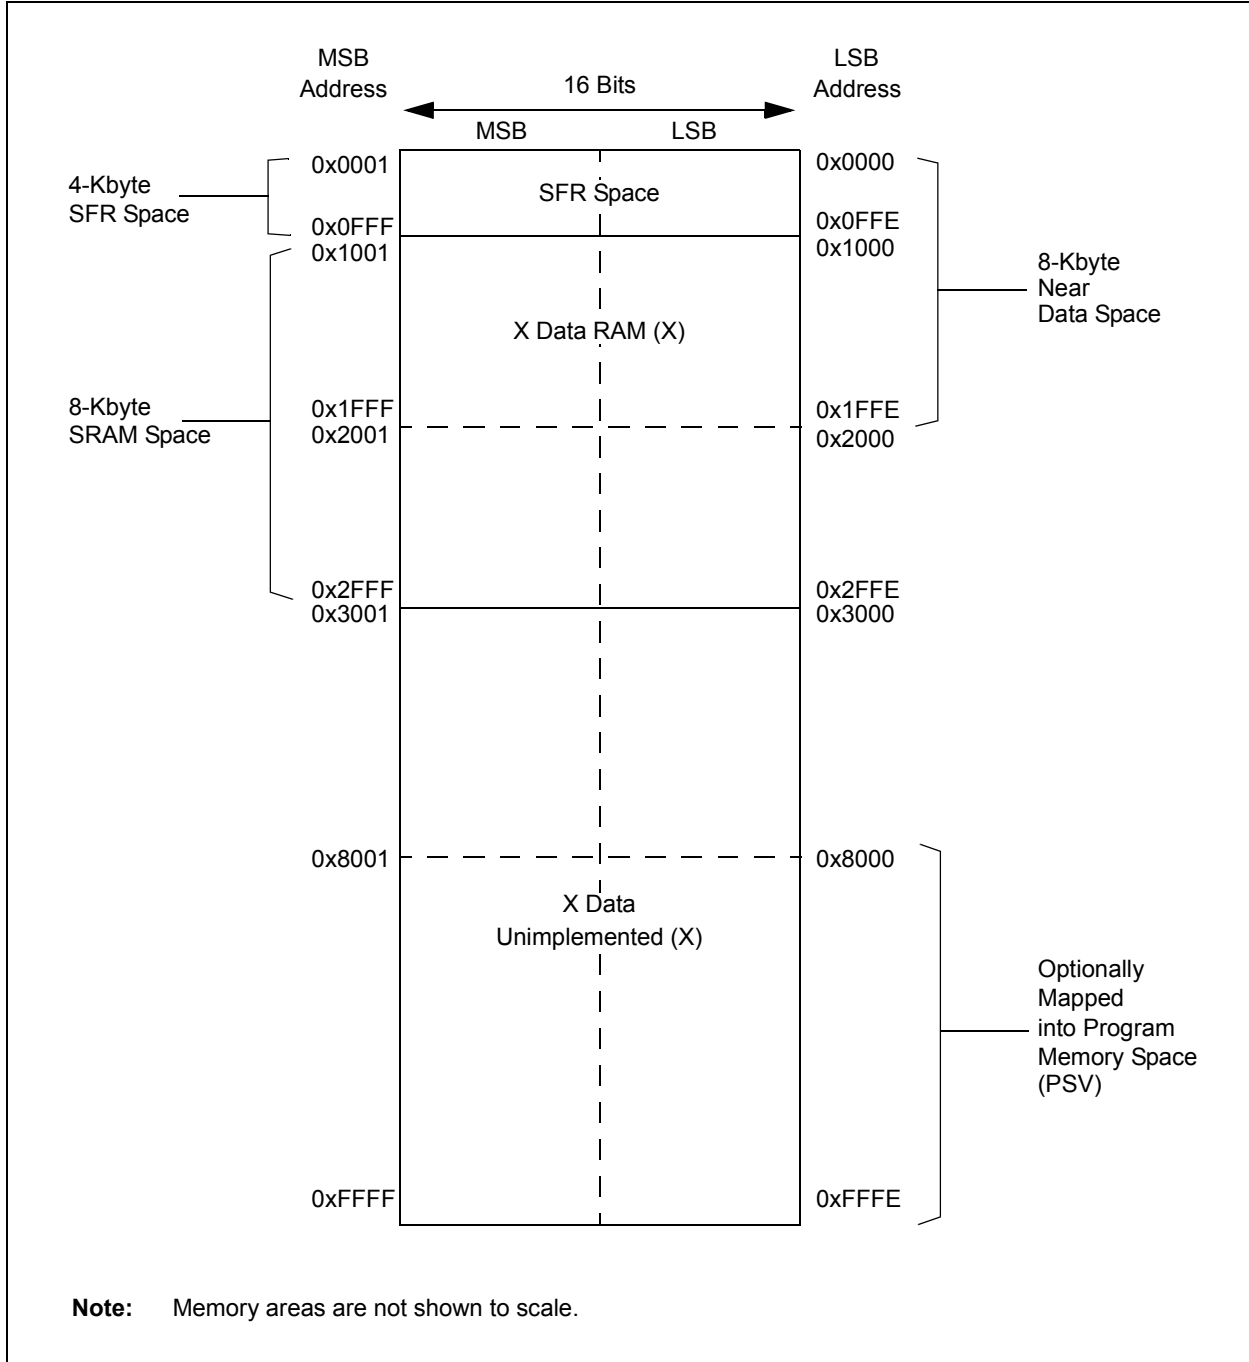 MSB
Address
LSB
Address
16 Bits
MSB
LSB
0x0001
0x0000
4-Kbyte
SFR Space
SFR Space
0x0FFF
0x0FFE
0x1001
0x1000
8-Kbyte
Near
Data Space
X Data RAM (X)
8-Kbyte
SRAM Space
0x1FFF
0x1FFE
0x2001
0x2000
0x2FFF
0x2FFE
0x3001
0x3000
0x8001
0x8000
X Data
Unimplemented (X)
Optionally
Mapped
into Program
Memory Space
(PSV)
0xFFFF
0xFFFE
Note: Memory areas are not shown to scale.